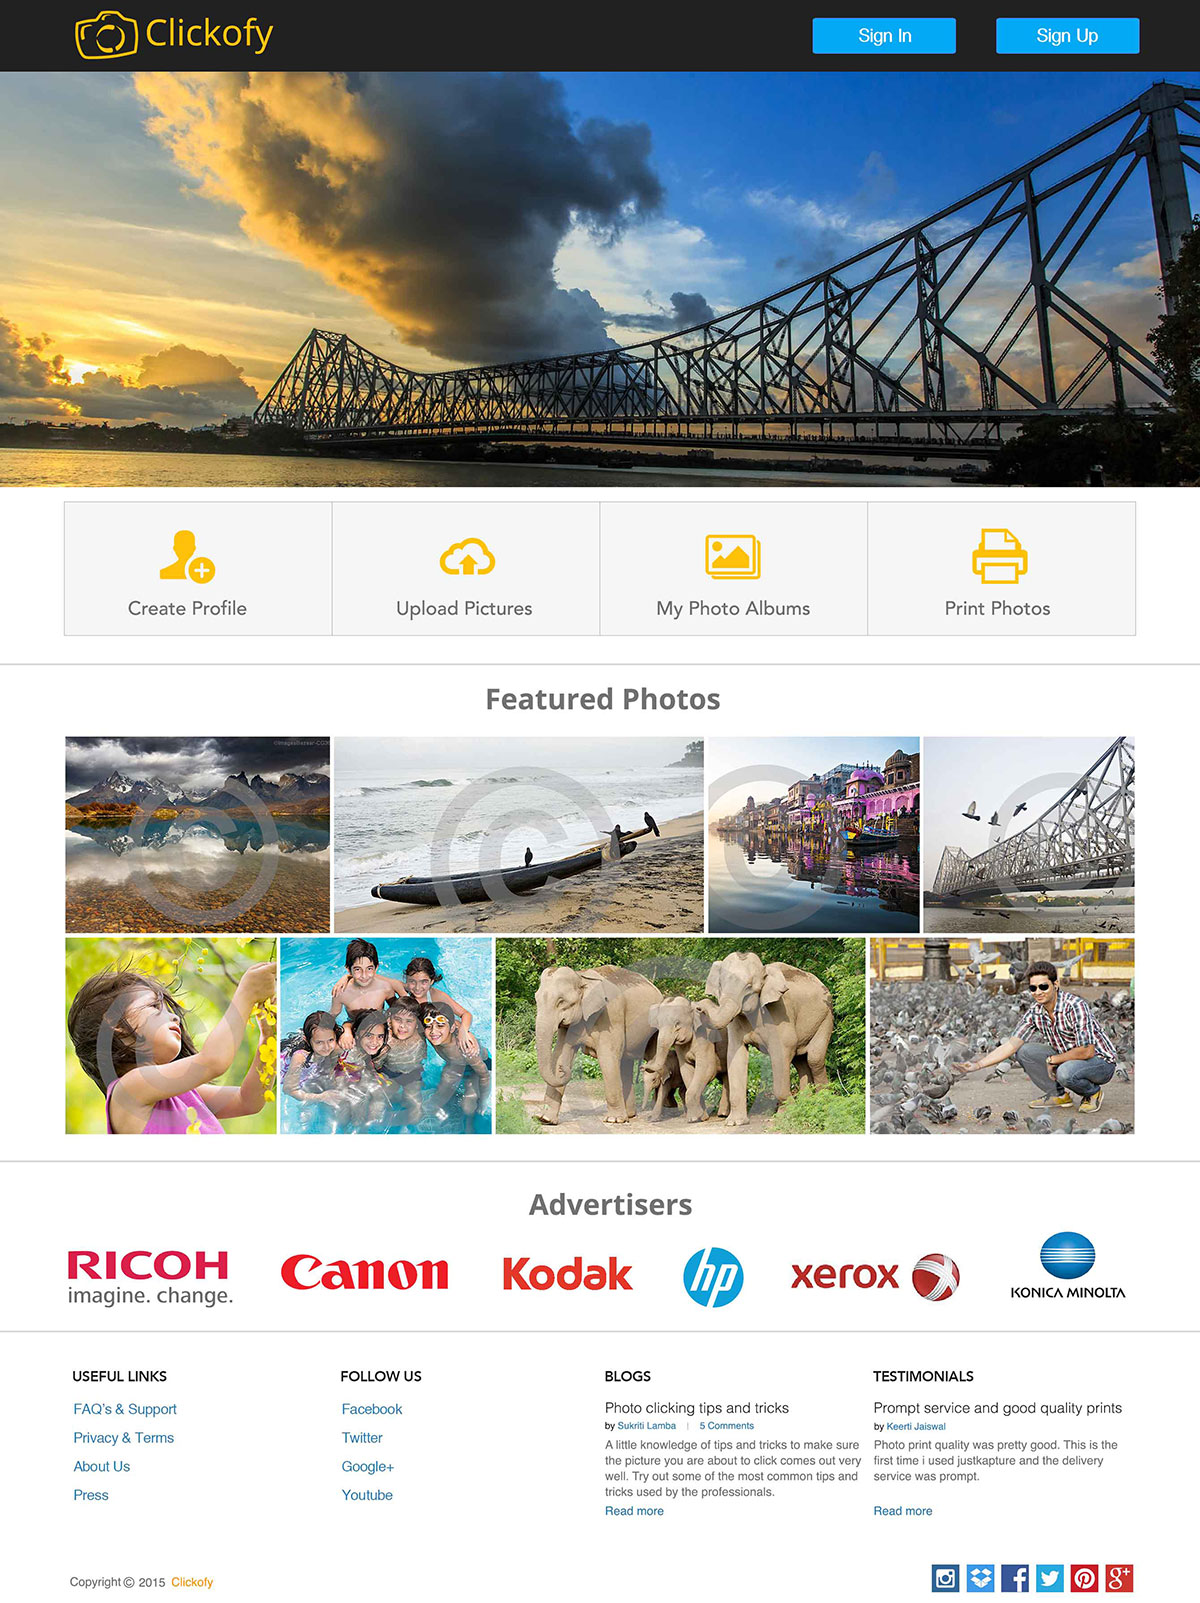 Clickofy
Sign In
Sign Up
Create Profile
Upload Pictures
My Photo Albums
Print Photos
Featured Photos
Advertisers
RICOH
imagine. change.
Canon
Kodak
hp
xerox
KONICA MINOLTA
USEFUL LINKS
FAQ's & Support
Privacy & Terms
About Us
Press
FOLLOW US
Facebook
Twitter
Google+
Youtube
BLOGS
Photo clicking tips and tricks
by Sukriti Lamba | 5 Comments
A little knowledge of tips and tricks to make sure
the picture you are about to click comes out very
well. Try out some of the most common tips and
tricks used by the professionals.
Read more
TESTIMONIALS
Prompt service and good quality prints
by Keerti Jaiswal
Photo print quality was pretty good. This is the
first time i used justkapture and the delivery
service was prompt.
Read more
Copyright © 2015 Clickofy